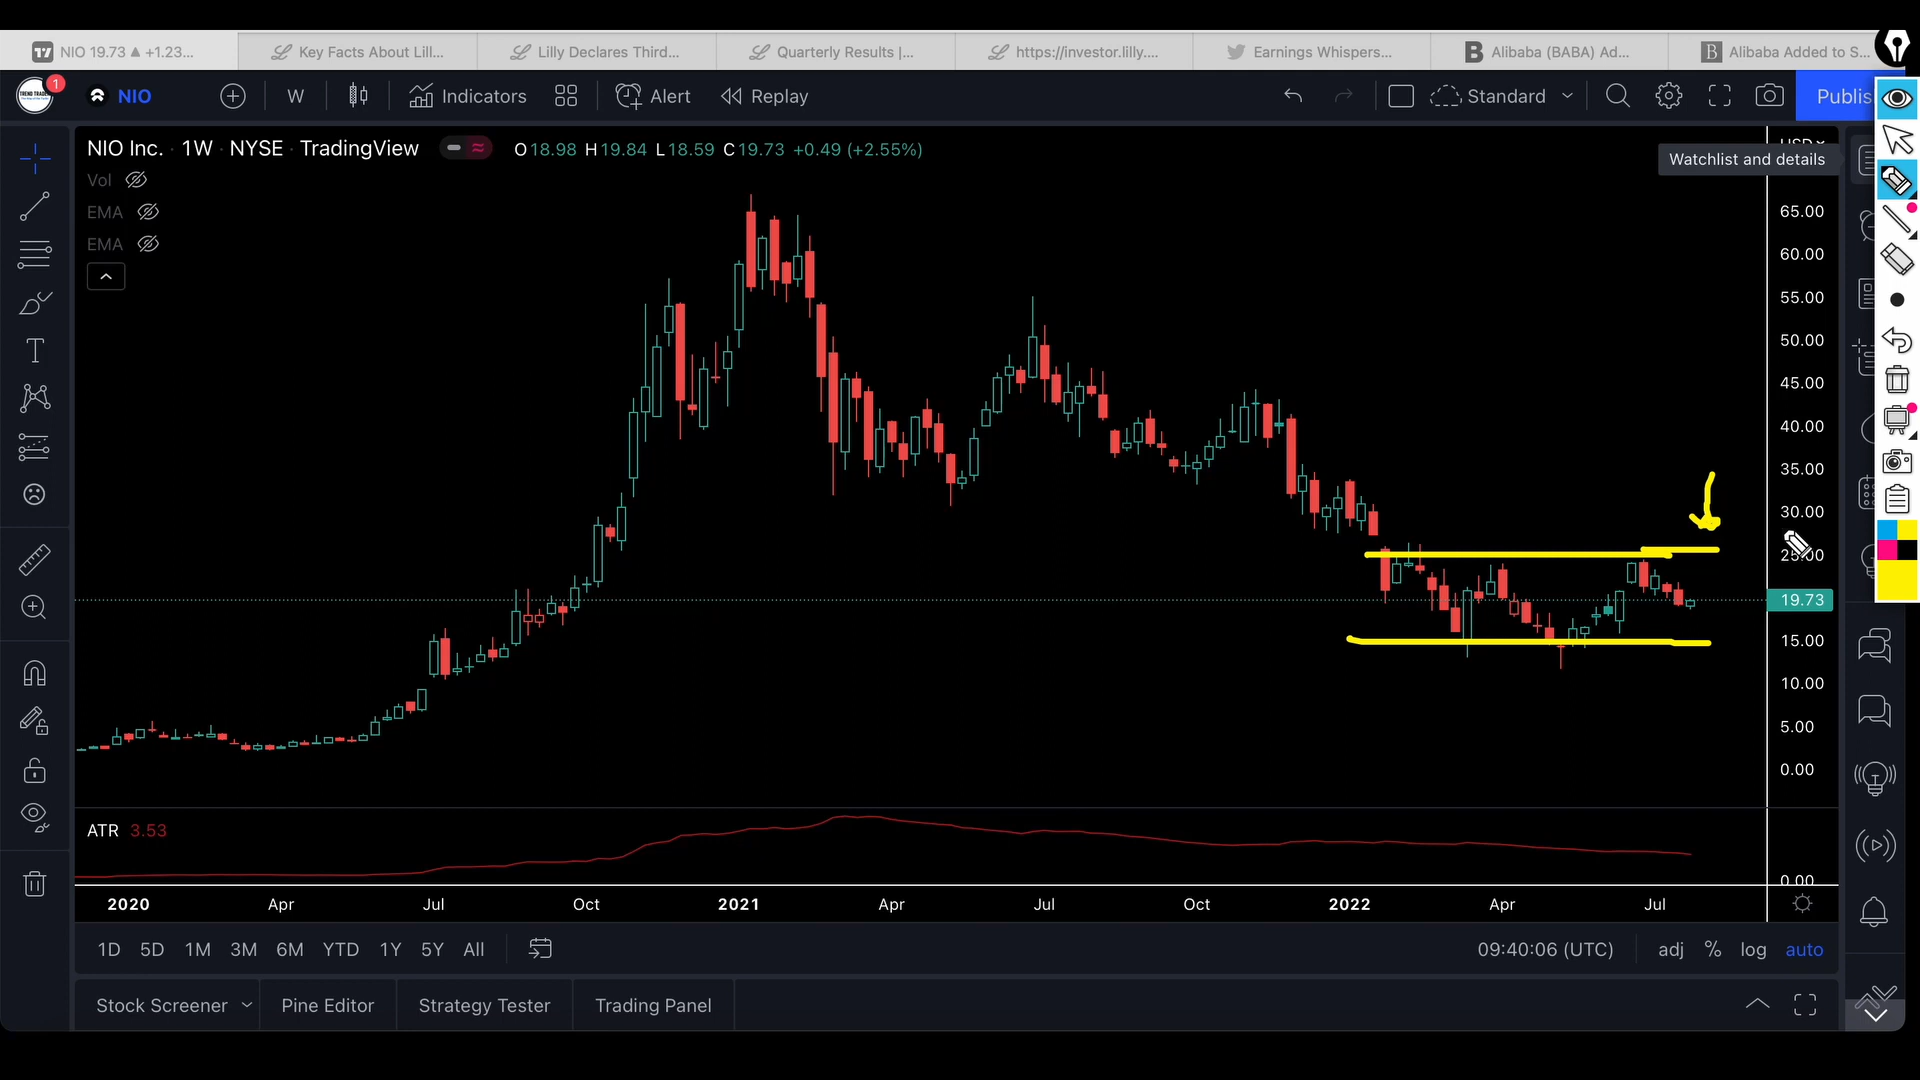 NIO 19.73 ▲ +1.23...
Key Facts About Lill...
Lilly Declares Third...
Quarterly Results |...
https://investor.lilly....
Earnings Whispers...
Alibaba (BABA) Ad...
Alibaba Added to S...
1
NIO
W
Indicators
Alert
Replay
Standard
NIO Inc. · 1W · NYSE · TradingView
O18.98 H19.84 L18.59 C19.73 +0.49 (+2.55%)
Watchlist and details
Vol
EMA
EMA
65.00
60.00
55.00
50.00
45.00
40.00
35.00
30.00
19.73
15.00
10.00
5.00
0.00
ATR 3.53
0.00
2020 Apr Jul Oct 2021 Apr Jul Oct 2022 Apr Jul
1D 5D 1M 3M 6M YTD 1Y 5Y All
09:40:06 (UTC) adj % log auto
Stock Screener Pine Editor Strategy Tester Trading Panel